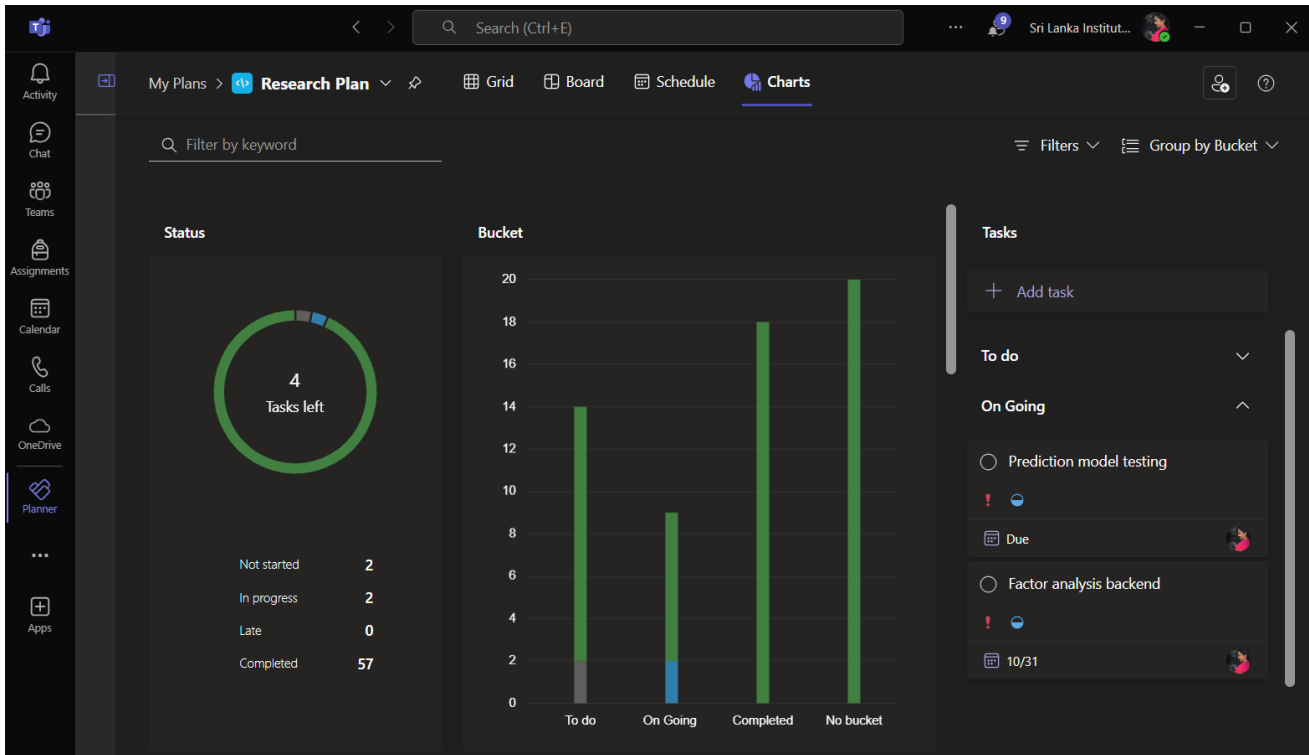 Search (Ctrl+E)
9
Sri Lanka Institut...
Activity
Chat
Teams
Assignments
Calendar
Calls
OneDrive
Planner
Apps
My Plans > Research Plan
Grid
Board
Schedule
Charts
Filter by keyword
Filters
Group by Bucket
Status
4
Tasks left
Not started 2
In progress 2
Late 0
Completed 57
Bucket
20
18
16
14
12
10
8
6
4
2
0
To do On Going Completed No bucket
Tasks
Add task
To do
On Going
Prediction model testing
Due
Factor analysis backend
10/31